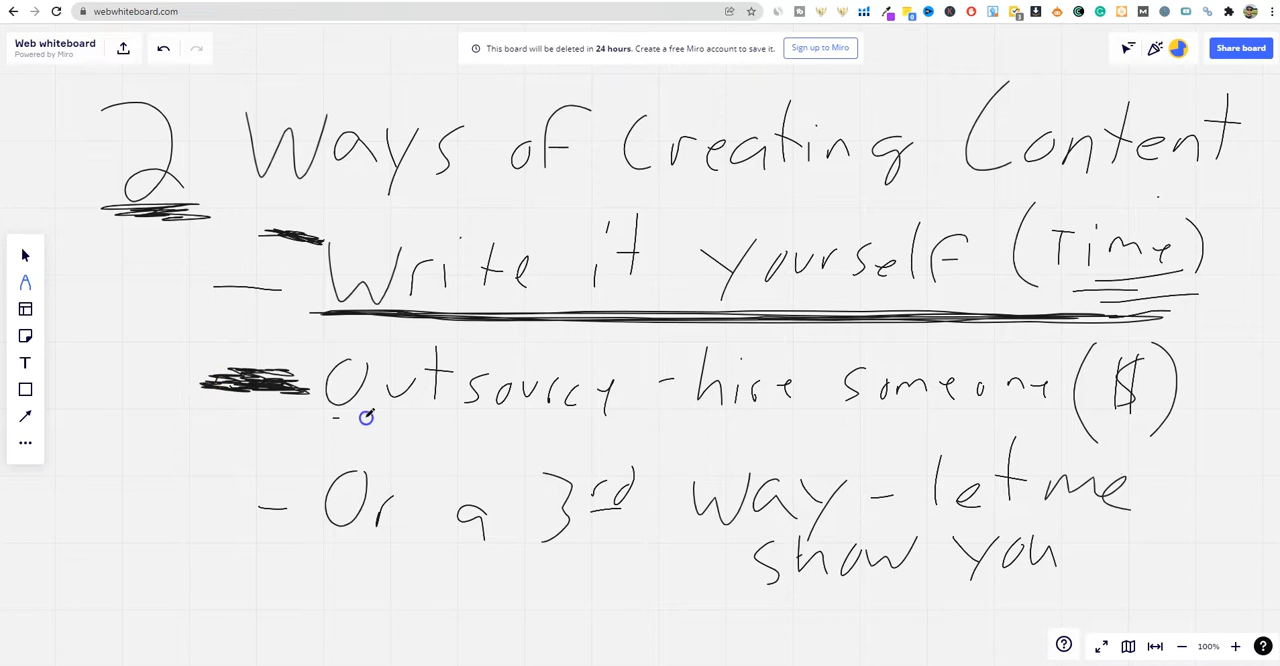 webwhiteboard.com
Web whiteboard
Powered by Miro
This board will be deleted in 24 hours. Create a free Miro account to save it.
Sign up to Miro
Share board
2 Ways of Creating Content
- Write it yourself (Time)
Outsourcy - hire someone ($)
- Or a 3rd way - let me
show you
T
100%